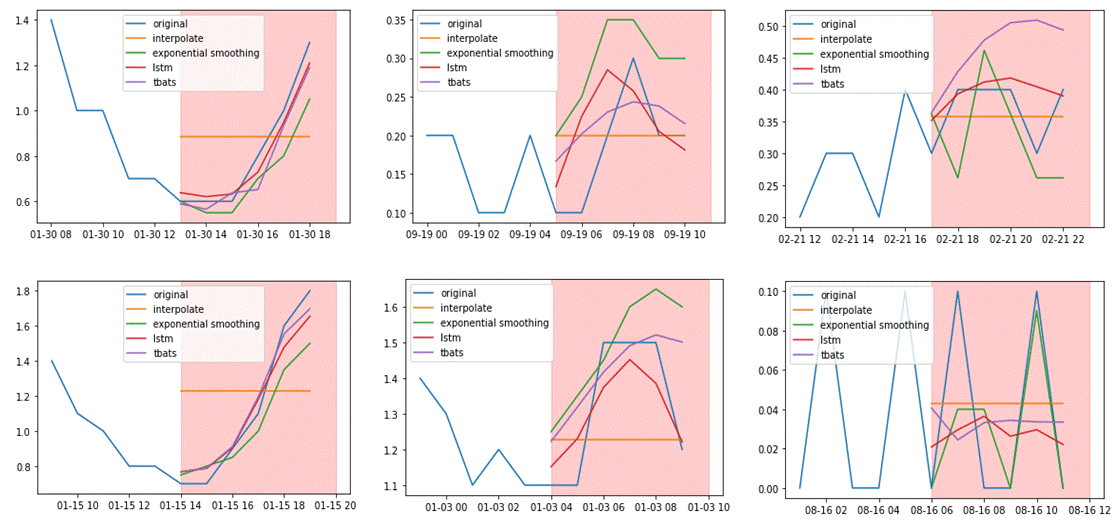 1.4
1.2
1.0
0.8
0.6
original
interpolate
exponential smoothing
lstm
tbats
01-30 08 01-30 10 01-30 12 01-30 14 01-30 16 01-30 18
0.35
0.30
0.25
0.20
0.15
0.10
original
interpolate
exponential smoothing
lstm
tbats
09-19 00 09-19 02 09-19 04 09-19 06 09-19 08 09-19 10
0.50
0.45
0.40
0.35
0.30
0.25
0.20
original
interpolate
exponential smoothing
lstm
tbats
02-21 12 02-21 14 02-21 16 02-21 18 02-21 20 02-21 22
1.8
1.6
1.4
1.2
1.0
0.8
original
interpolate
exponential smoothing
lstm
tbats
01-15 10 01-15 12 01-15 14 01-15 16 01-15 18 01-15 20
1.6
1.5
1.4
1.3
1.2
1.1
original
interpolate
exponential smoothing
lstm
tbats
01-03 00 01-03 02 01-03 04 01-03 06 01-03 08 01-03 10
0.10
0.08
0.06
0.04
0.02
0.00
original
interpolate
exponential smoothing
lstm
tbats
08-16 02 08-16 04 08-16 06 08-16 08 08-16 10 08-16 12